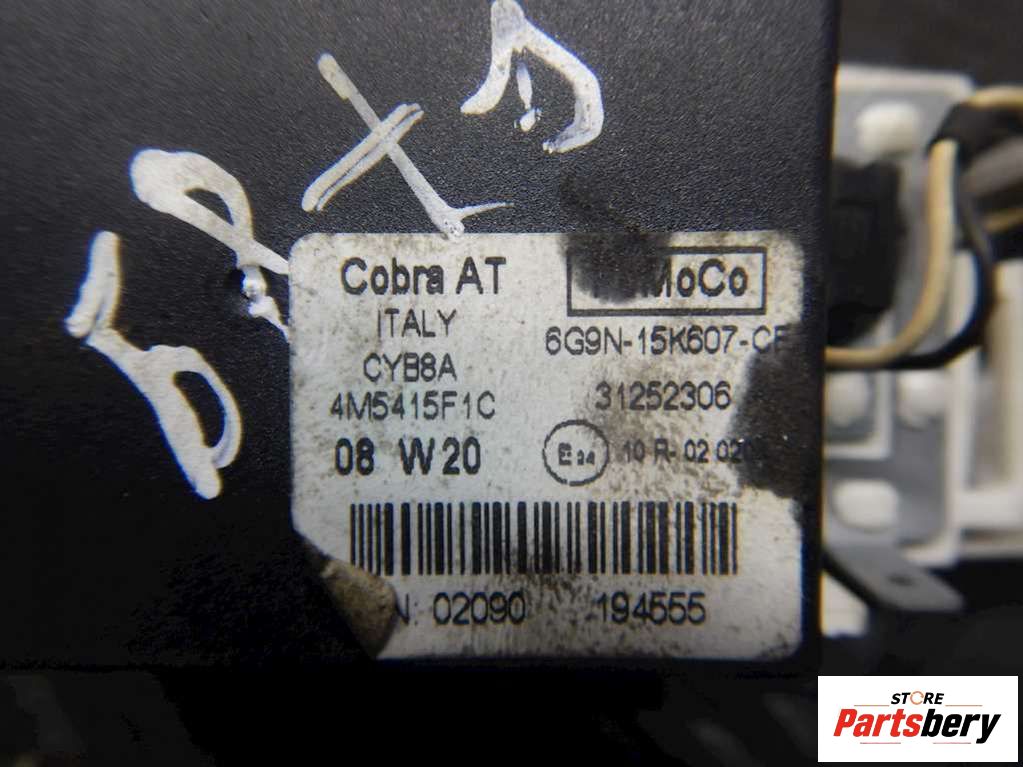 Cobra AT
MoCo
ITALY
6G9N-15K607-CF
CYB8A
4M5415F1C
31252306
08 W20
E24 10 R- 02 020
N: 02090 194555
STORE
Partsbery